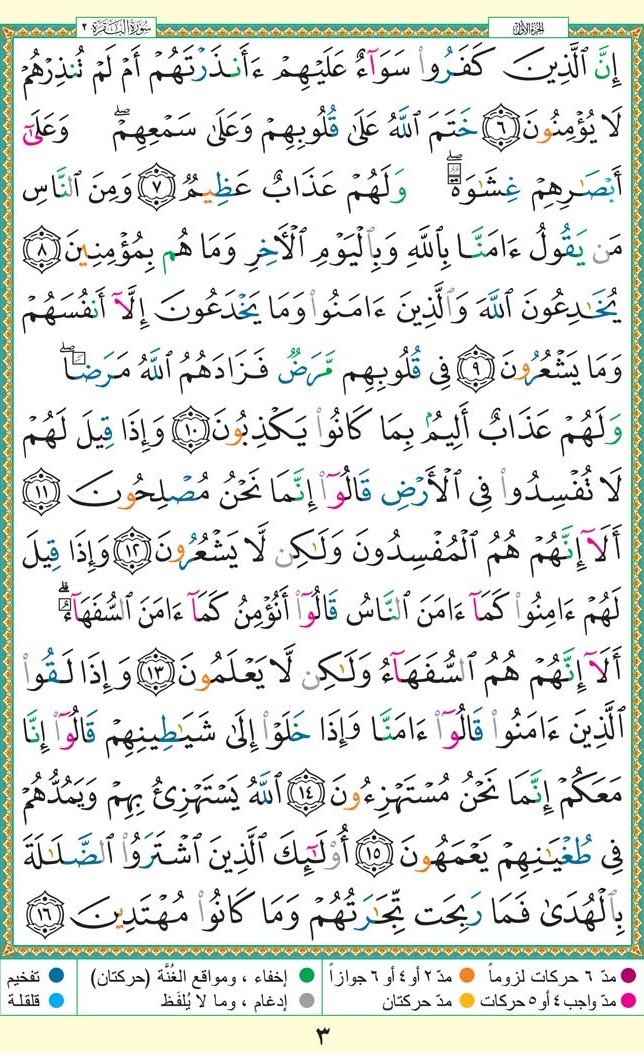 سُورَةُ البَقَرَة ٢
الجزء الأول
إِنَّ ٱلَّذِينَ كَفَرُوا۟ سَوَآءٌ عَلَيْهِمْ ءَأَنذَرْتَهُمْ أَمْ لَمْ تُنذِرْهُمْ
لَا يُؤْمِنُونَ ٦ خَتَمَ ٱللَّهُ عَلَىٰ قُلُوبِهِمْ وَعَلَىٰ سَمْعِهِمْ ۖ وَعَلَىٰٓ
أَبْصَـٰرِهِمْ غِشَـٰوَةٌ ۖ وَلَهُمْ عَذَابٌ عَظِيمٌ ٧ وَمِنَ ٱلنَّاسِ
مَن يَقُولُ ءَامَنَّا بِٱللَّهِ وَبِٱلْيَوْمِ ٱلْـَٔاخِرِ وَمَا هُم بِمُؤْمِنِينَ ٨
يُخَـٰدِعُونَ ٱللَّهَ وَٱلَّذِينَ ءَامَنُوا۟ وَمَا يَخْدَعُونَ إِلَّآ أَنفُسَهُمْ
وَمَا يَشْعُرُونَ ٩ فِى قُلُوبِهِم مَّرَضٌ فَزَادَهُمُ ٱللَّهُ مَرَضًا ۖ
وَلَهُمْ عَذَابٌ أَلِيمٌۢ بِمَا كَانُوا۟ يَكْذِبُونَ ١٠ وَإِذَا قِيلَ لَهُمْ
لَا تُفْسِدُوا۟ فِى ٱلْأَرْضِ قَالُوٓا۟ إِنَّمَا نَحْنُ مُصْلِحُونَ ١١
أَلَآ إِنَّهُمْ هُمُ ٱلْمُفْسِدُونَ وَلَـٰكِن لَّا يَشْعُرُونَ ١٢ وَإِذَا قِيلَ
لَهُمْ ءَامِنُوا۟ كَمَآ ءَامَنَ ٱلنَّاسُ قَالُوٓا۟ أَنُؤْمِنُ كَمَآ ءَامَنَ ٱلسُّفَهَآءُ ۗ
أَلَآ إِنَّهُمْ هُمُ ٱلسُّفَهَآءُ وَلَـٰكِن لَّا يَعْلَمُونَ ١٣ وَإِذَا لَقُوا۟
ٱلَّذِينَ ءَامَنُوا۟ قَالُوٓا۟ ءَامَنَّا وَإِذَا خَلَوْا۟ إِلَىٰ شَيَـٰطِينِهِمْ قَالُوٓا۟ إِنَّا
مَعَكُمْ إِنَّمَا نَحْنُ مُسْتَهْزِءُونَ ١٤ ٱللَّهُ يَسْتَهْزِئُ بِهِمْ وَيَمُدُّهُمْ
فِى طُغْيَـٰنِهِمْ يَعْمَهُونَ ١٥ أُو۟لَـٰٓئِكَ ٱلَّذِينَ ٱشْتَرَوُا۟ ٱلضَّلَـٰلَةَ
بِٱلْهُدَىٰ فَمَا رَبِحَت تِّجَـٰرَتُهُمْ وَمَا كَانُوا۟ مُهْتَدِينَ ١٦
مدّ ٦ حركات لزوماً مدّ ٢ أو ٤ أو ٦ جوازاً إخفاء ، ومواقع الغُنَّة (حركتان) تفخيم
مدّ واجب ٤ أو ٥ حركات مدّ حركتان إدغام ، وما لا يُلفَظ قلقلة
٣